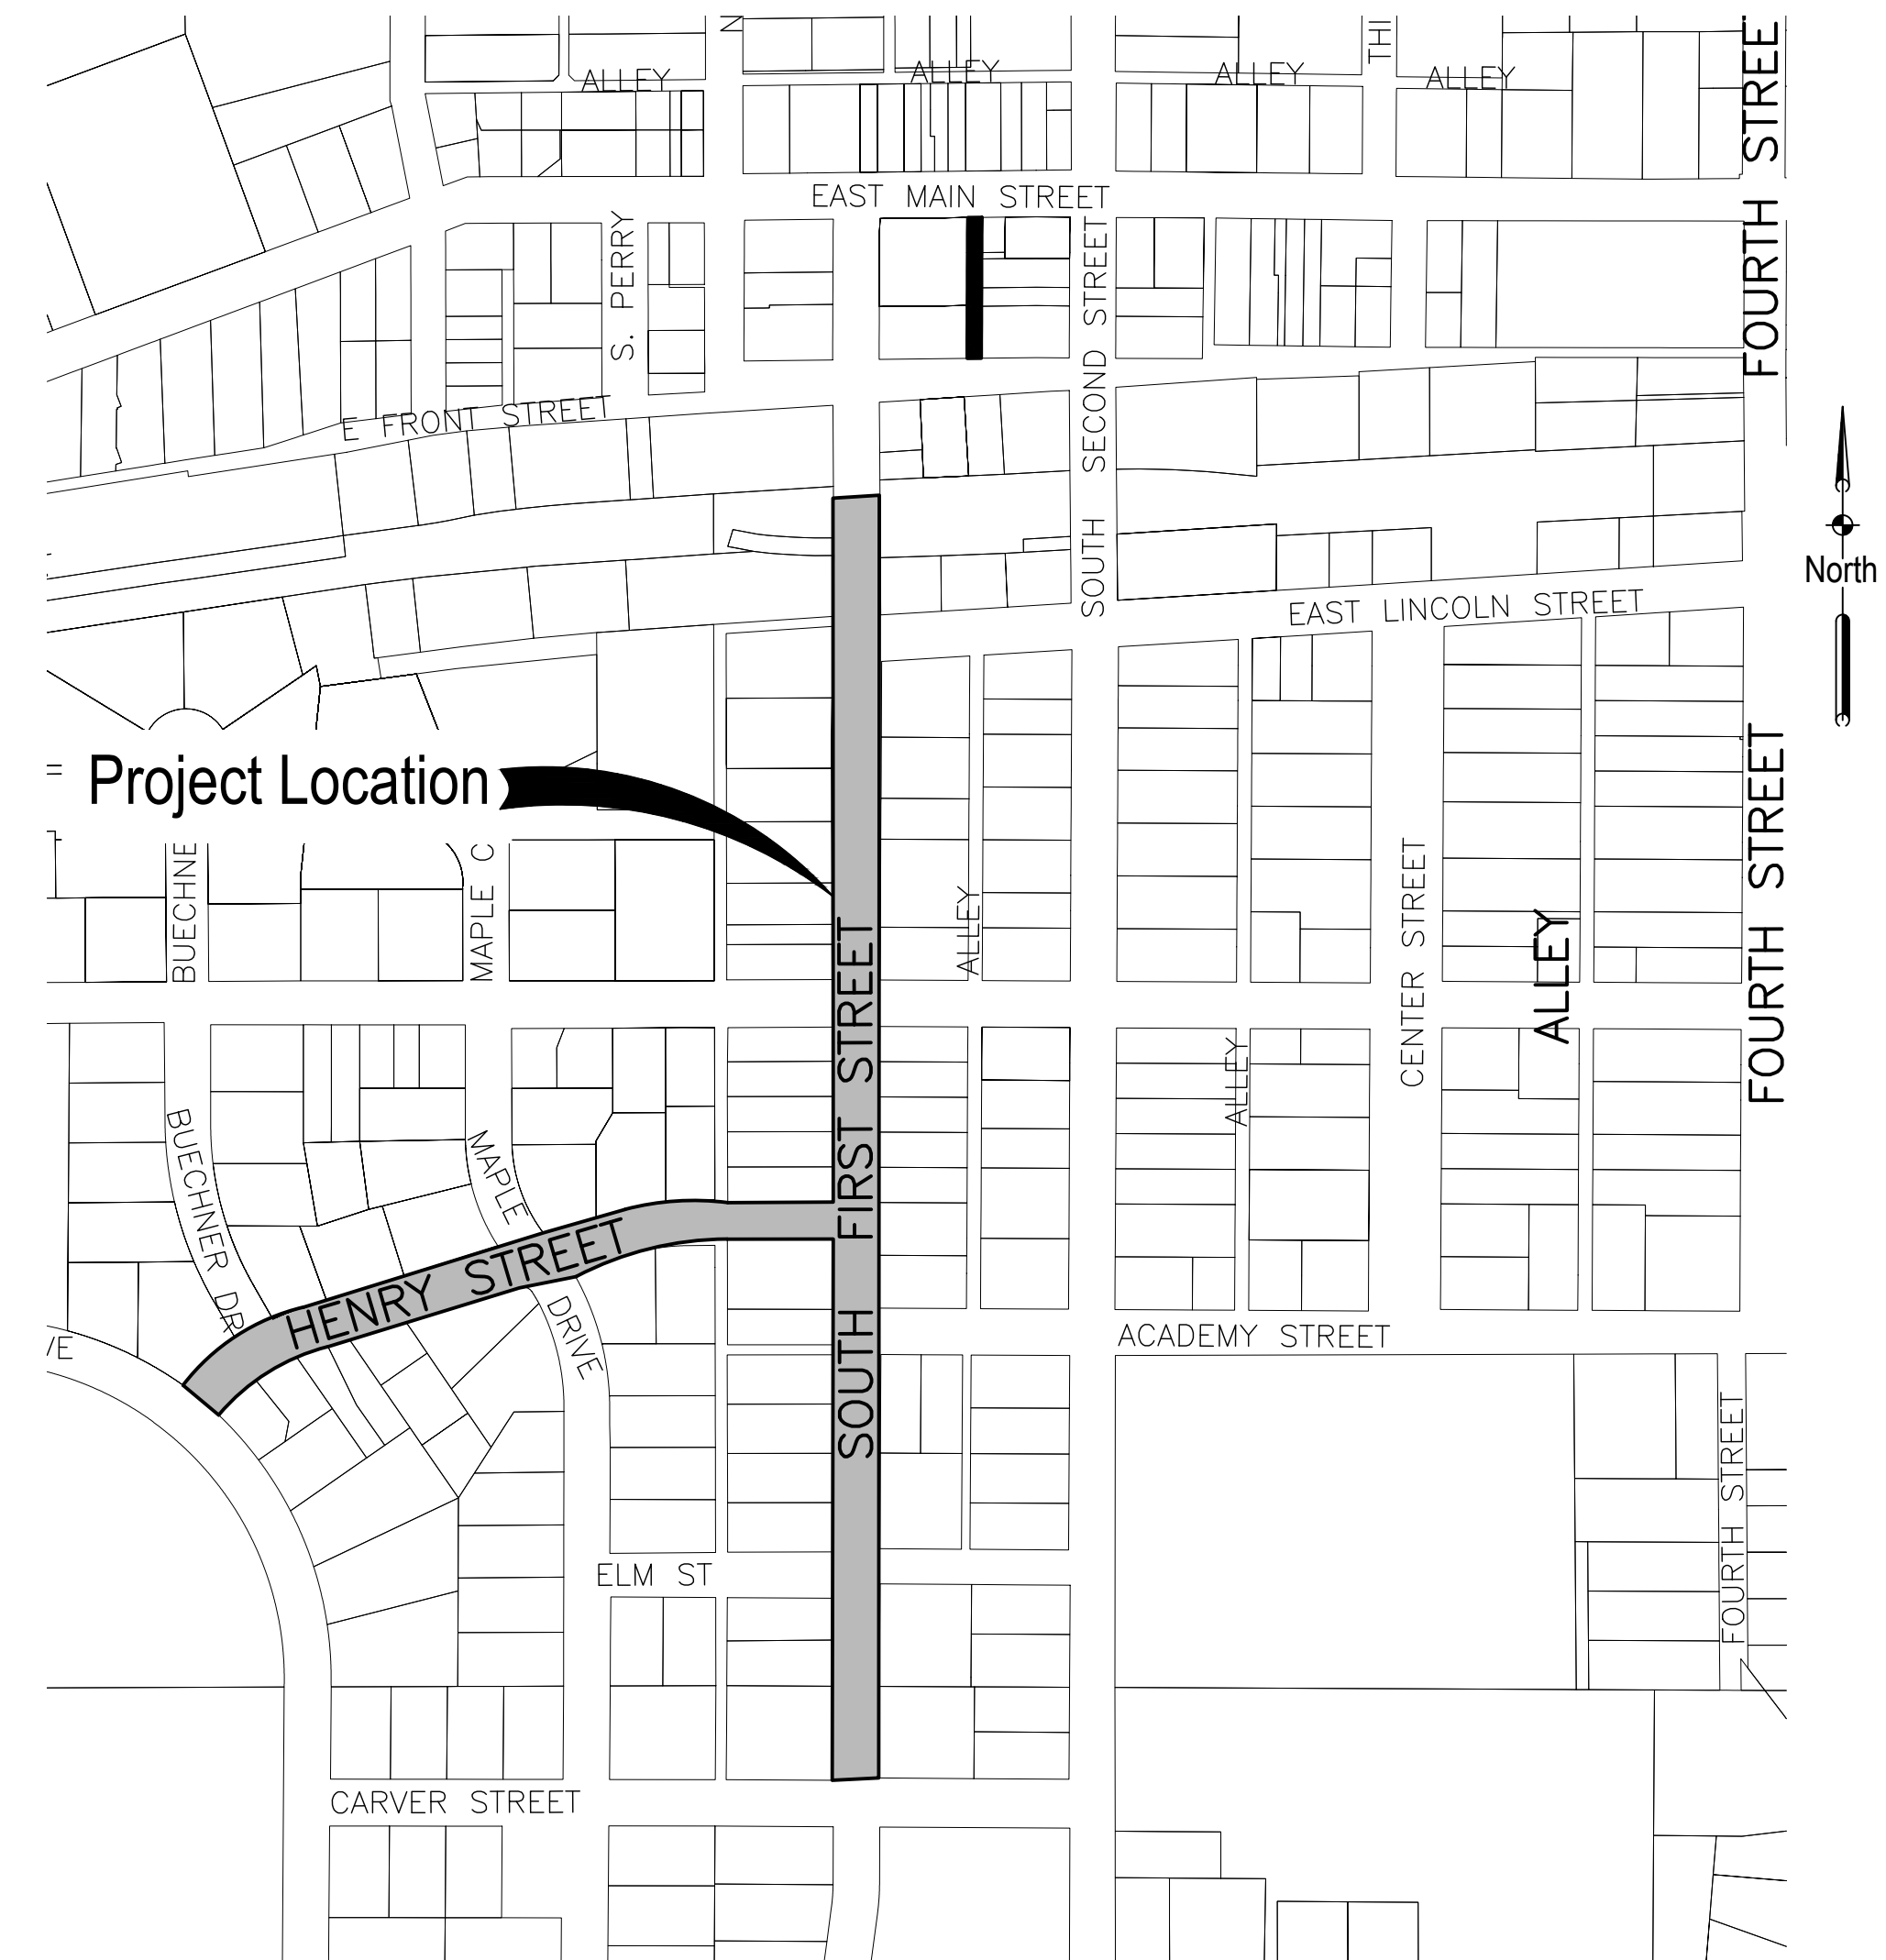 ALLEY
ALLEY
ALLEY
ALLEY
THI
N
FOURTH STREE
EAST MAIN STREET
S. PERRY
SOUTH SECOND STREET
E FRONT STREET
North
EAST LINCOLN STREET
Project Location
FOURTH STREET
BUECHNE
MAPLE C
ALLEY
CENTER STREET
ALLEY
ALLEY
SOUTH FIRST STREET
BUECHNER DR
MAPLE DRIVE
HENRY STREET
ACADEMY STREET
VE
FOURTH STREET
ELM ST
CARVER STREET